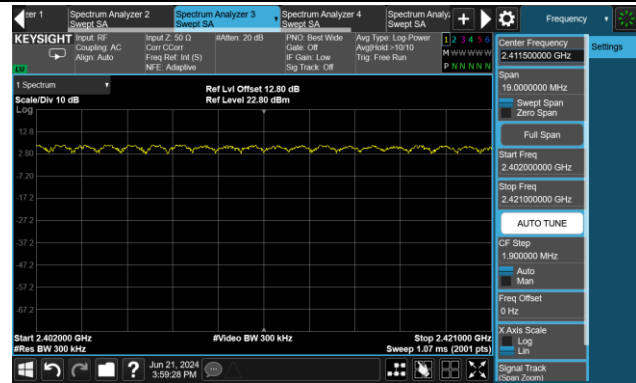 zer 1
Spectrum Analyzer 2
Swept SA
Spectrum Analyzer 3
Swept SA
Spectrum Analyzer 4
Swept SA
Spectrum Analy
Swept SA
Frequency
KEYSIGHT
Input: RF
Coupling: AC
Align: Auto
Input Z: 50 Ω
Corr CCorr
Freq Ref: Int (S)
NFE: Adaptive
#Atten: 20 dB
PNO: Best Wide
Gate: Off
IF Gain: Low
Sig Track: Off
Avg Type: Log-Power
Avg|Hold:>10/10
Trig: Free Run
1 2 3 4 5 6
M W W W W W
P N N N N N
1 Spectrum
Scale/Div 10 dB
Ref Lvl Offset 12.80 dB
Ref Level 22.80 dBm
Log
12.8
2.80
-7.20
-17.2
-27.2
-37.2
-47.2
-57.2
-67.2
Start 2.402000 GHz
#Video BW 300 kHz
Stop 2.421000 GHz
#Res BW 300 kHz
Sweep 1.07 ms (2001 pts)
Center Frequency
2.411500000 GHz
Settings
Span
19.0000000 MHz
Swept Span
Zero Span
Full Span
Start Freq
2.402000000 GHz
Stop Freq
2.421000000 GHz
AUTO TUNE
CF Step
1.900000 MHz
Auto
Man
Freq Offset
0 Hz
X Axis Scale
Log
Lin
Signal Track
(Span Zoom)
Jun 21, 2024
3:59:28 PM